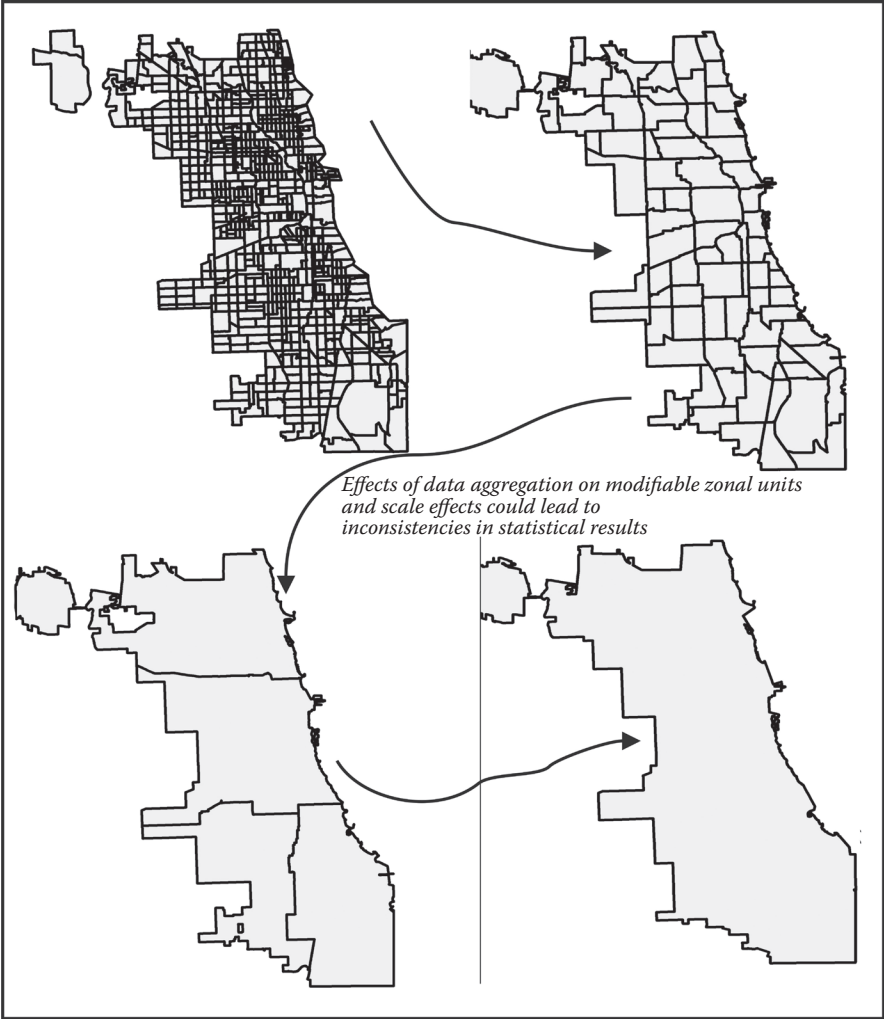 Effects of data aggregation on modifiable zonal units
and scale effects could lead to
inconsistencies in statistical results